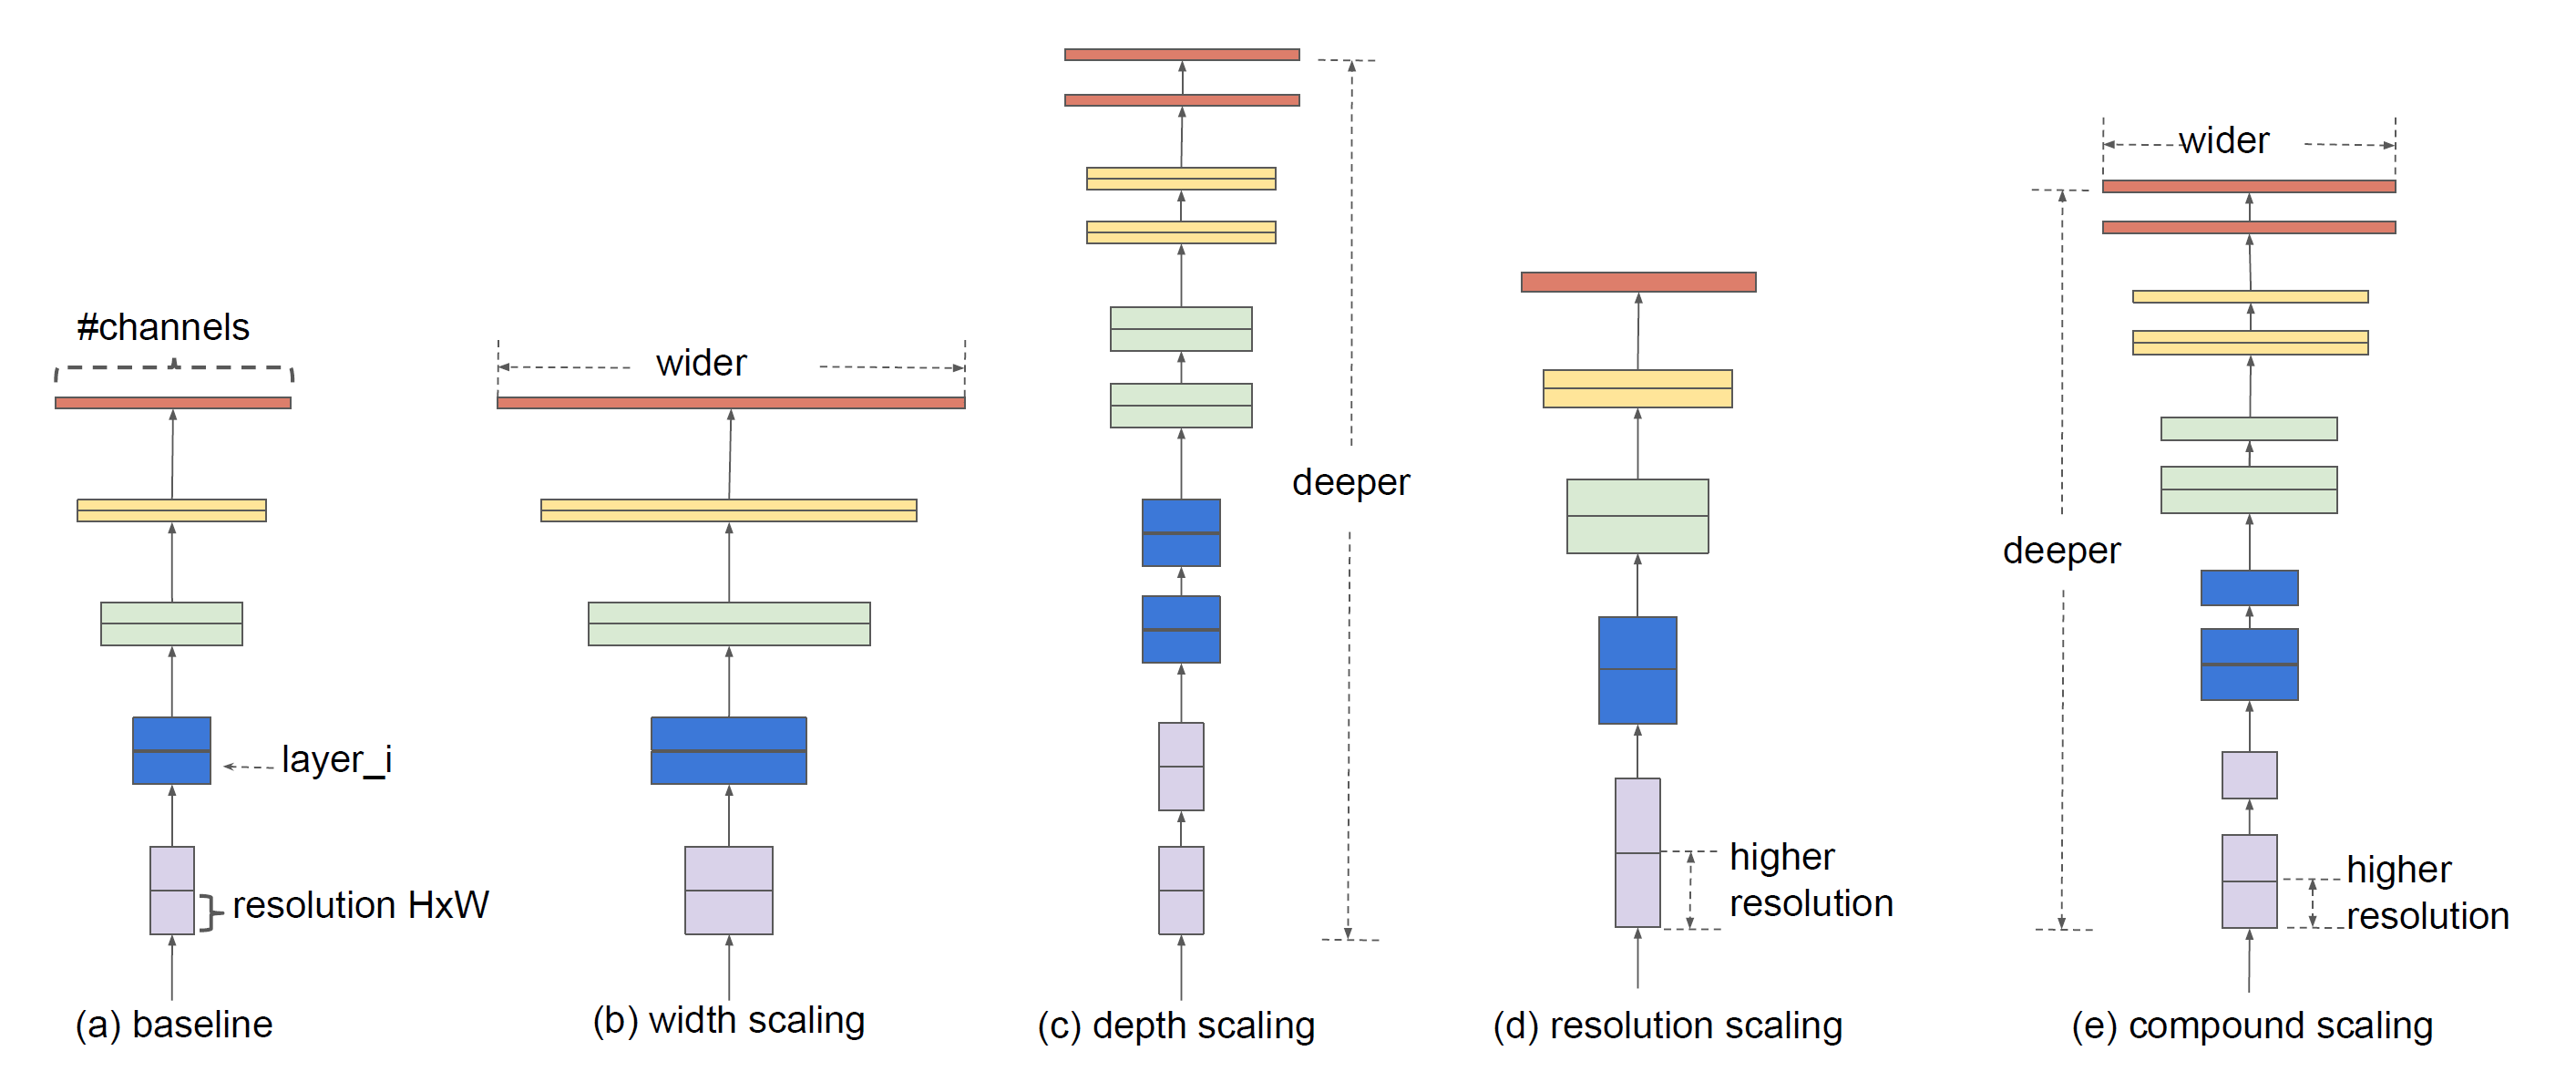 #channels
layer_i
resolution HxW
(a) baseline
wider
(b) width scaling
deeper
(c) depth scaling
higher
resolution
(d) resolution scaling
wider
deeper
higher
resolution
(e) compound scaling